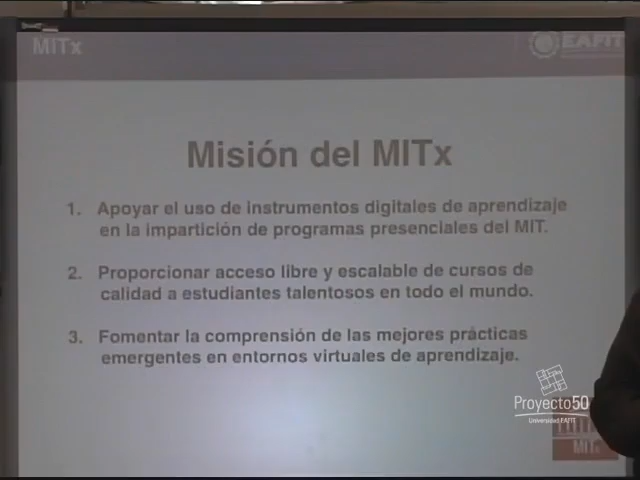 MITx
EAFIT
Misión del MITx
1. Apoyar el uso de instrumentos digitales de aprendizaje
en la impartición de programas presenciales del MIT.
2. Proporcionar acceso libre y escalable de cursos de
calidad a estudiantes talentosos en todo el mundo.
3. Fomentar la comprensión de las mejores prácticas
emergentes en entornos virtuales de aprendizaje.
Proyecto50
Universidad EAFIT
MITx